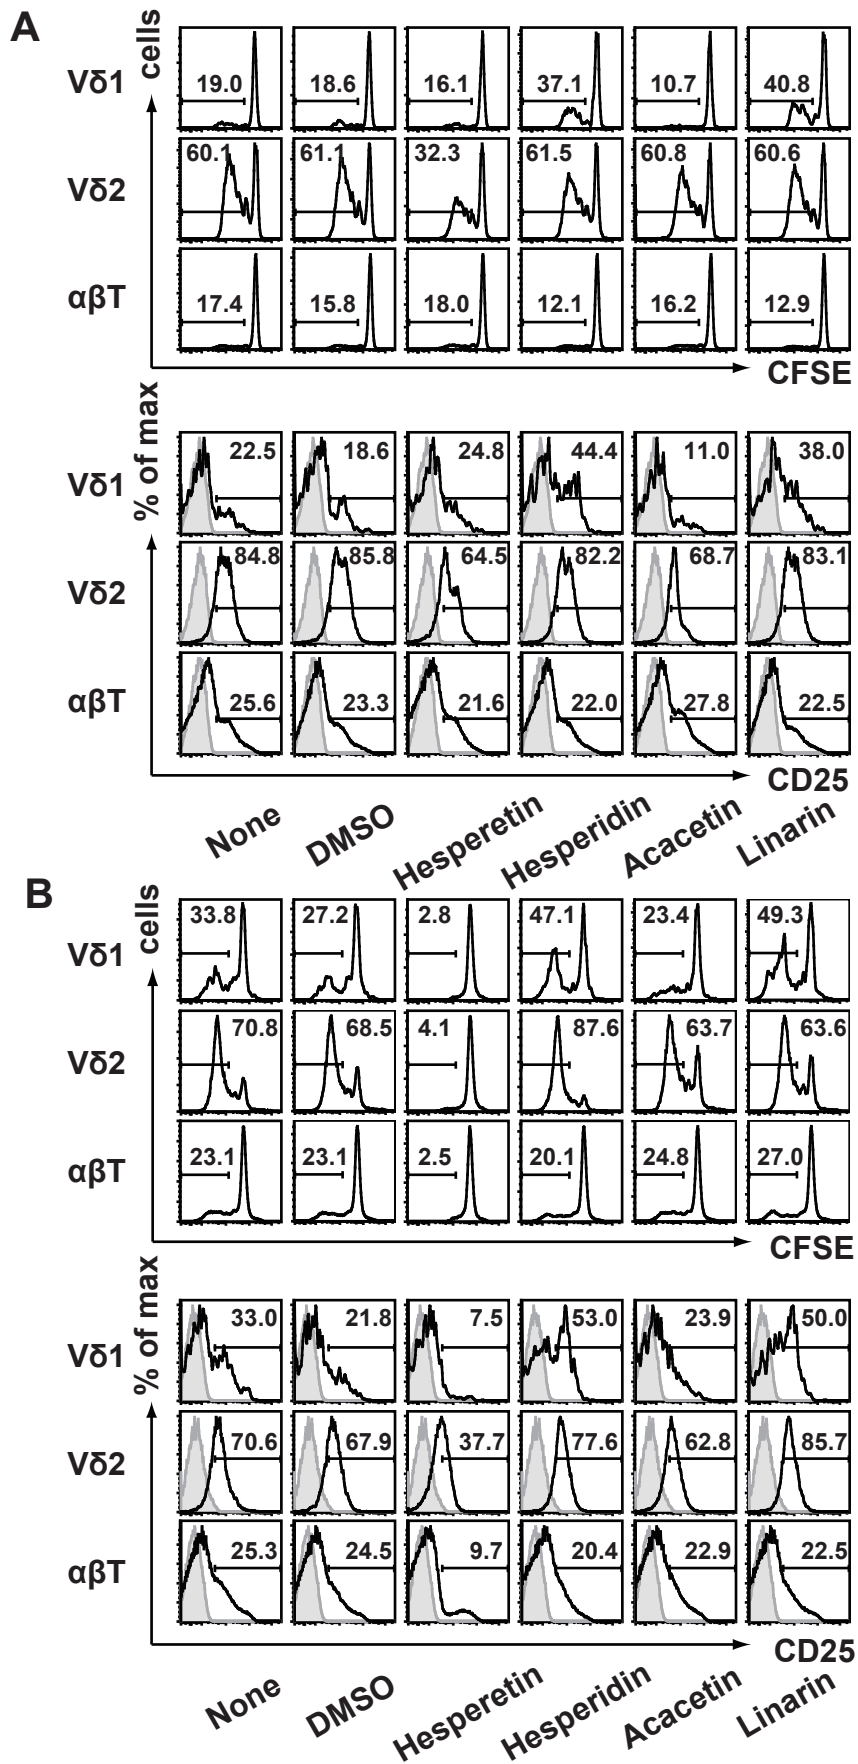 A
cells
Vδ1
19.0 18.6 16.1 37.1 10.7 40.8
Vδ2
60.1 61.1 32.3 61.5 60.8 60.6
αβT
17.4 15.8 18.0 12.1 16.2 12.9
CFSE
% of max
Vδ1
22.5 18.6 24.8 44.4 11.0 38.0
Vδ2
84.8 85.8 64.5 82.2 68.7 83.1
αβT
25.6 23.3 21.6 22.0 27.8 22.5
CD25
None DMSO Hesperetin Hesperidin Acacetin Linarin
B
cells
Vδ1
33.8 27.2 2.8 47.1 23.4 49.3
Vδ2
70.8 68.5 4.1 87.6 63.7 63.6
αβT
23.1 23.1 2.5 20.1 24.8 27.0
CFSE
% of max
Vδ1
33.0 21.8 7.5 53.0 23.9 50.0
Vδ2
70.6 67.9 37.7 77.6 62.8 85.7
αβT
25.3 24.5 9.7 20.4 22.9 22.5
CD25
None DMSO Hesperetin Hesperidin Acacetin Linarin